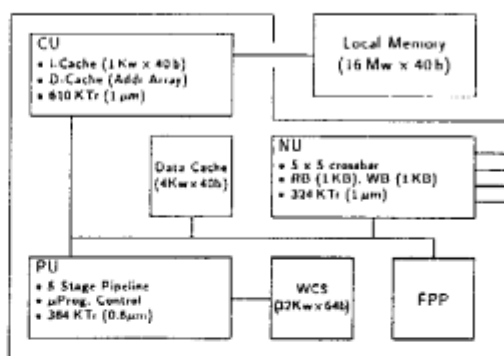 CU
• I-Cache (1Kw x 40b)
• D-Cache (Addr Array)
• 610 KTr (1 μm)
Local Memory
(16 Mw x 40b)
Data Cache
(4Kw x 40b)
NU
• 5 x 5 crossbar
• RB (1KB), WB (1KB)
• 324 KTr (1 μm)
PU
• 5 Stage Pipeline
• μProg. Control
• 384 KTr (0.8μm)
WCS
(32Kw x 64b)
FPP